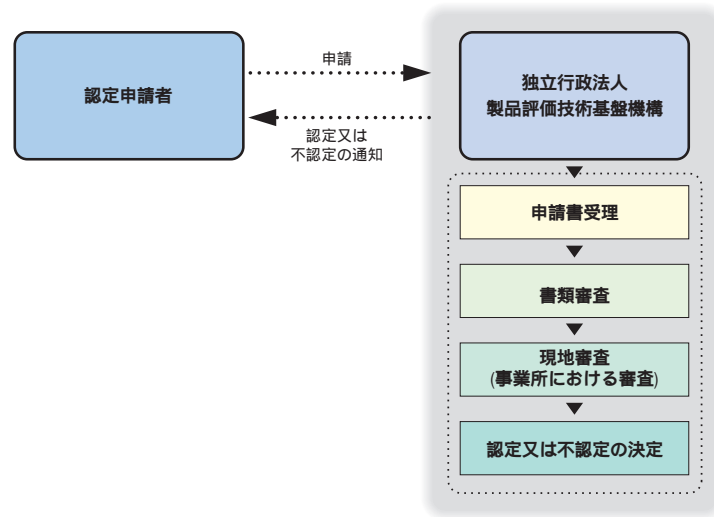 認定申請者
申請
認定又は
不認定の通知
独立行政法人
製品評価技術基盤機構
申請書受理
書類審査
現地審査
(事業所における審査)
認定又は不認定の決定